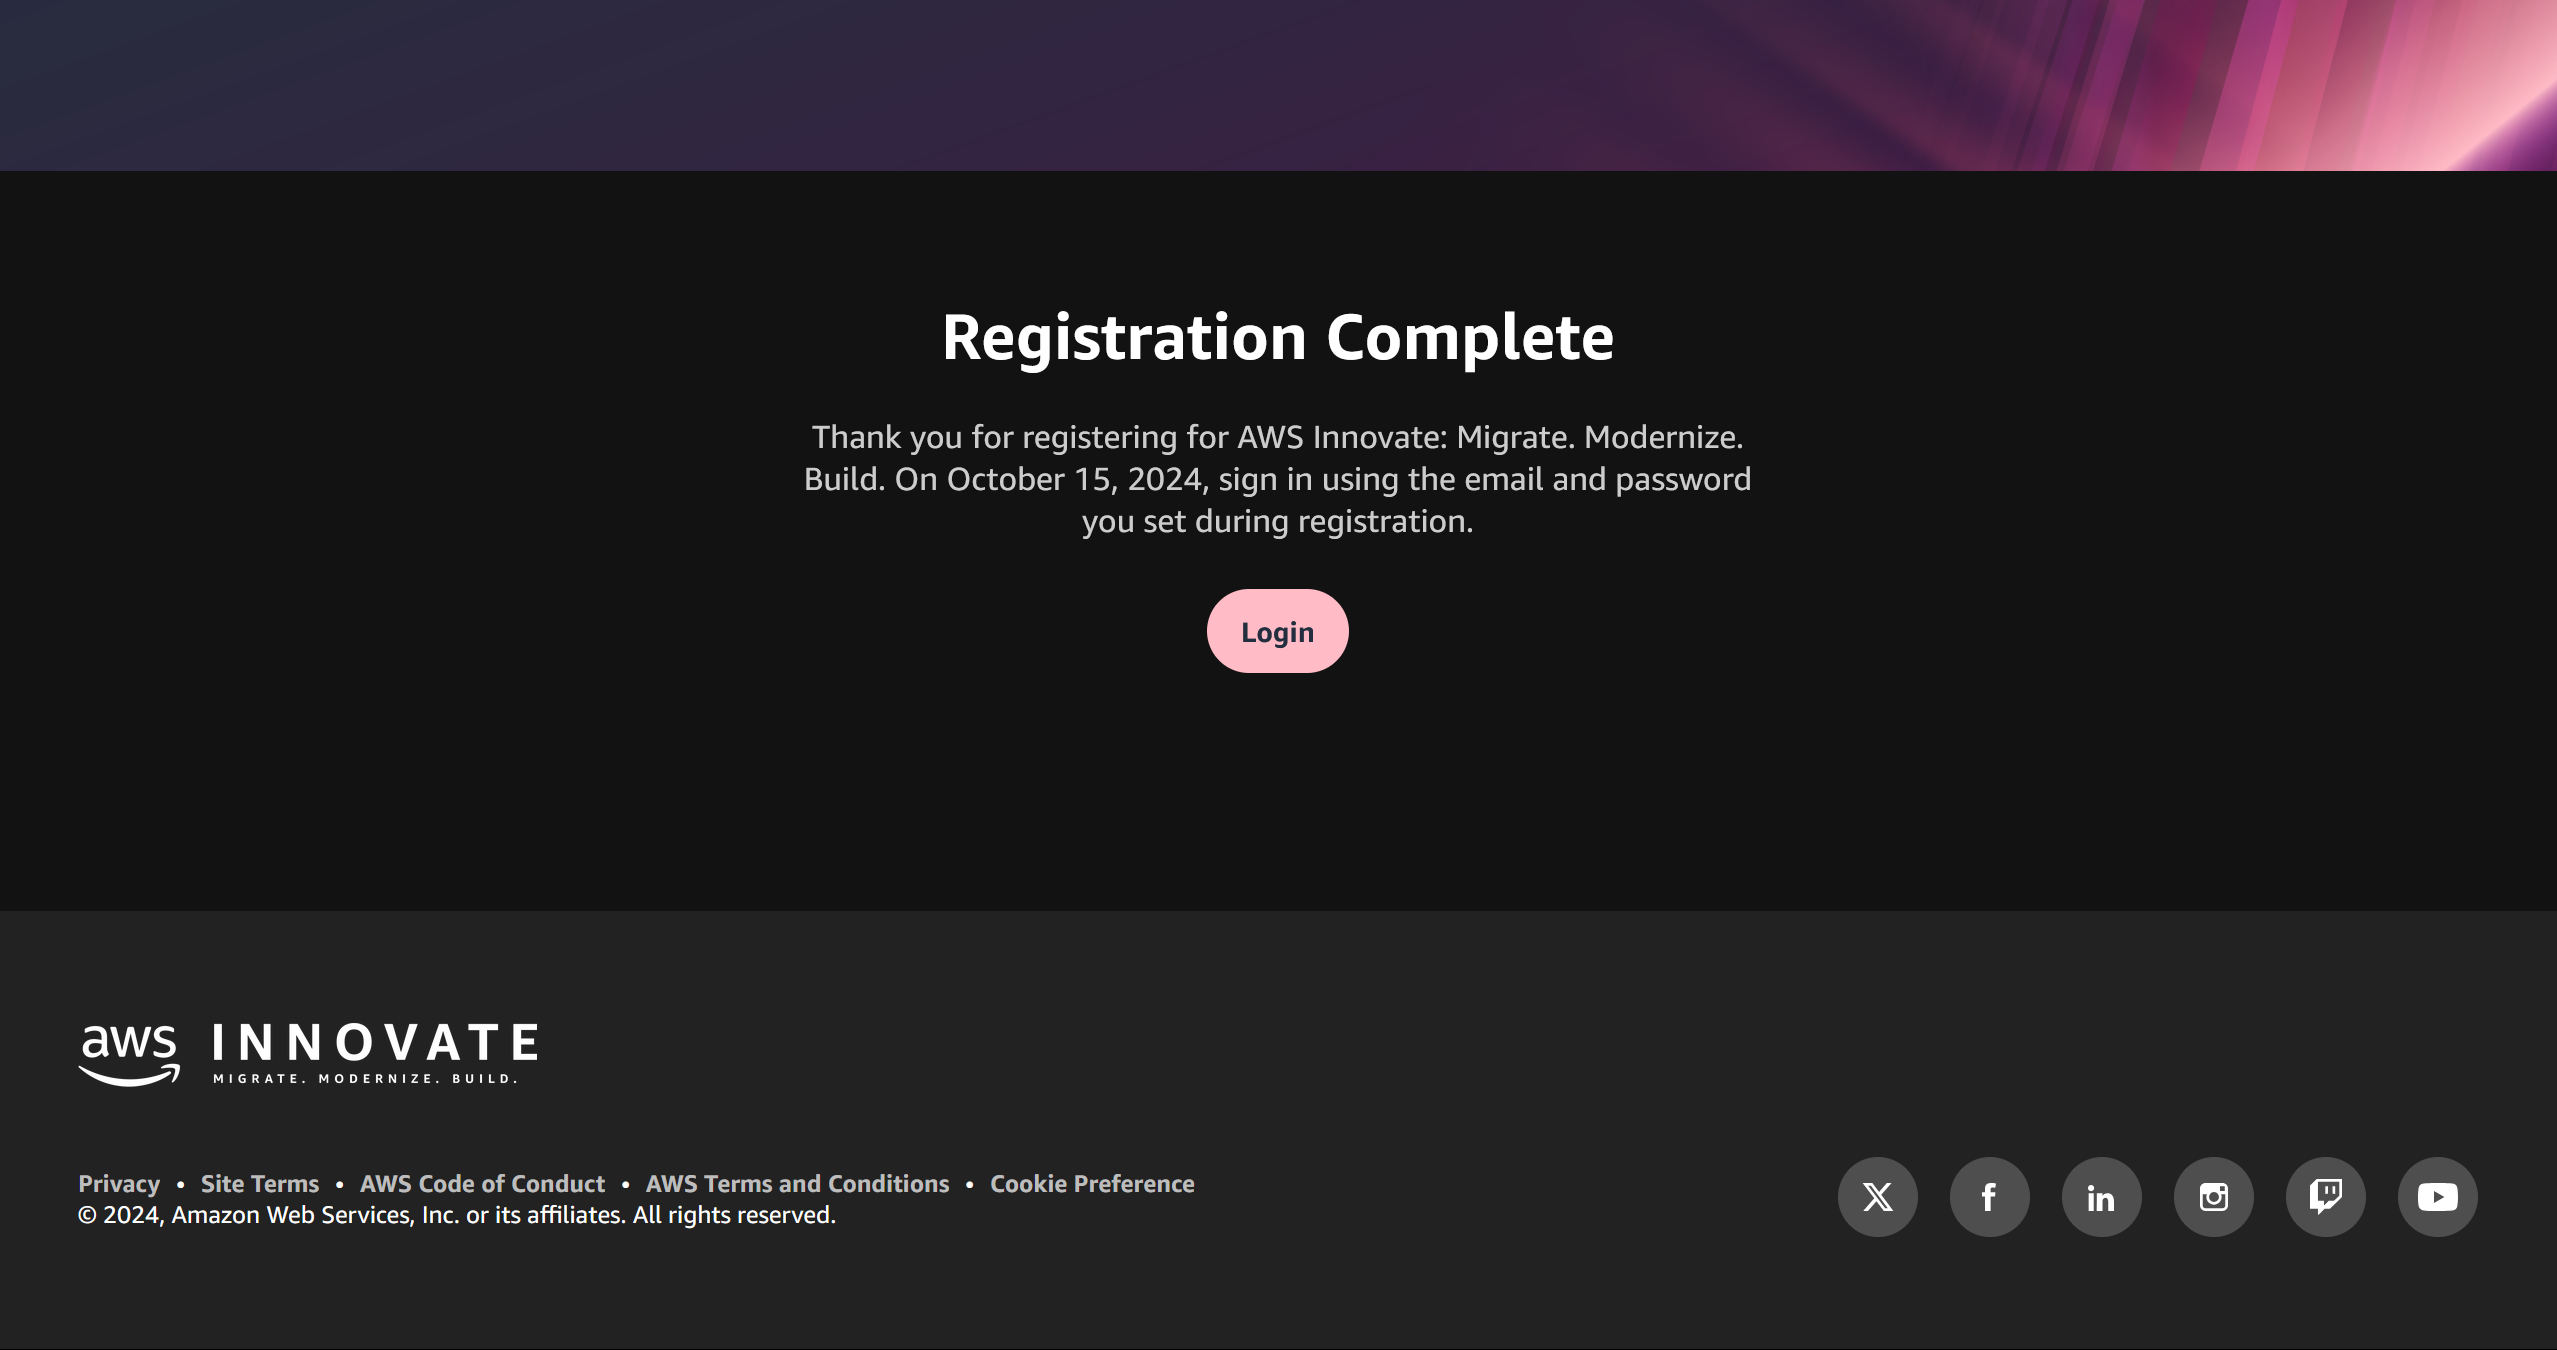 Registration Complete
Thank you for registering for AWS Innovate: Migrate. Modernize.
Build. On October 15, 2024, sign in using the email and password
you set during registration.
Login
aws INNOVATE
MIGRATE. MODERNIZE. BUILD.
Privacy • Site Terms • AWS Code of Conduct • AWS Terms and Conditions • Cookie Preference
© 2024, Amazon Web Services, Inc. or its affiliates. All rights reserved.